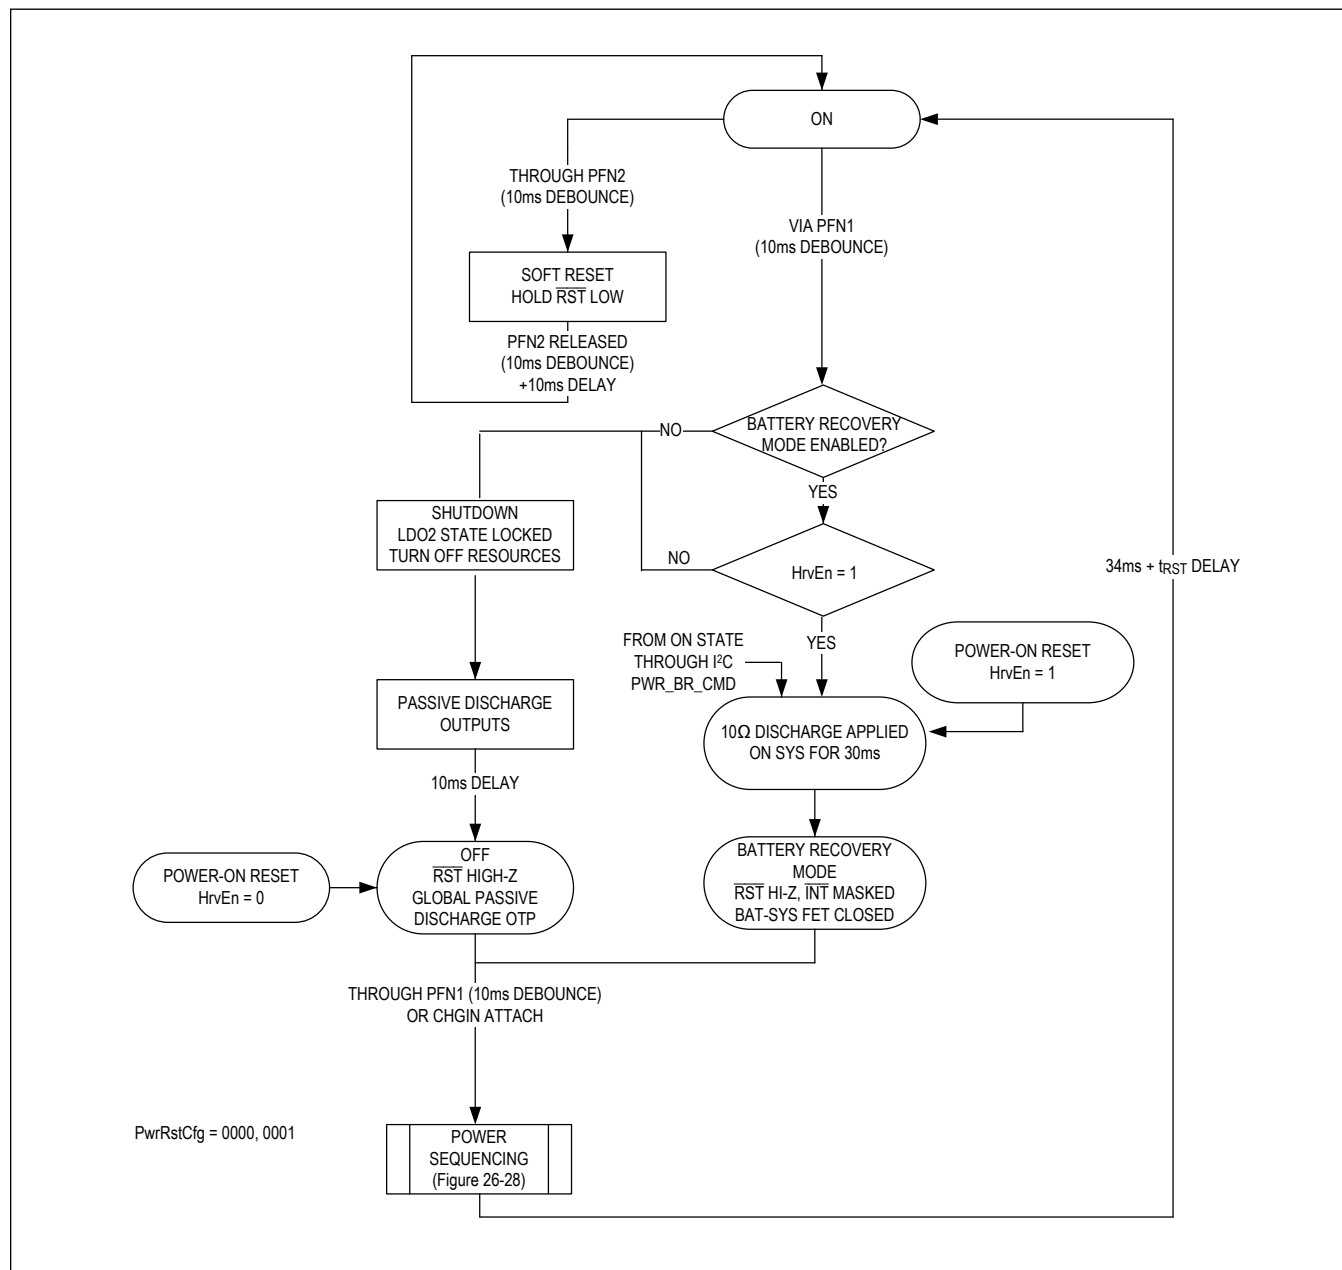 ON
THROUGH PFN2
(10ms DEBOUNCE)
VIA PFN1
(10ms DEBOUNCE)
SOFT RESET
HOLD R̅S̅T̅ LOW
PFN2 RELEASED
(10ms DEBOUNCE)
+10ms DELAY
BATTERY RECOVERY
MODE ENABLED?
NO
YES
SHUTDOWN
LDO2 STATE LOCKED
TURN OFF RESOURCES
NO
HrvEn = 1
34ms + tRST DELAY
YES
FROM ON STATE
THROUGH I²C
PWR_BR_CMD
POWER-ON RESET
HrvEn = 1
PASSIVE DISCHARGE
OUTPUTS
10Ω DISCHARGE APPLIED
ON SYS FOR 30ms
10ms DELAY
POWER-ON RESET
HrvEn = 0
OFF
R̅S̅T̅ HIGH-Z
GLOBAL PASSIVE
DISCHARGE OTP
BATTERY RECOVERY
MODE
R̅S̅T̅ HI-Z, I̅N̅T̅ MASKED
BAT-SYS FET CLOSED
THROUGH PFN1 (10ms DEBOUNCE)
OR CHGIN ATTACH
PwrRstCfg = 0000, 0001
POWER
SEQUENCING
(Figure 26-28)